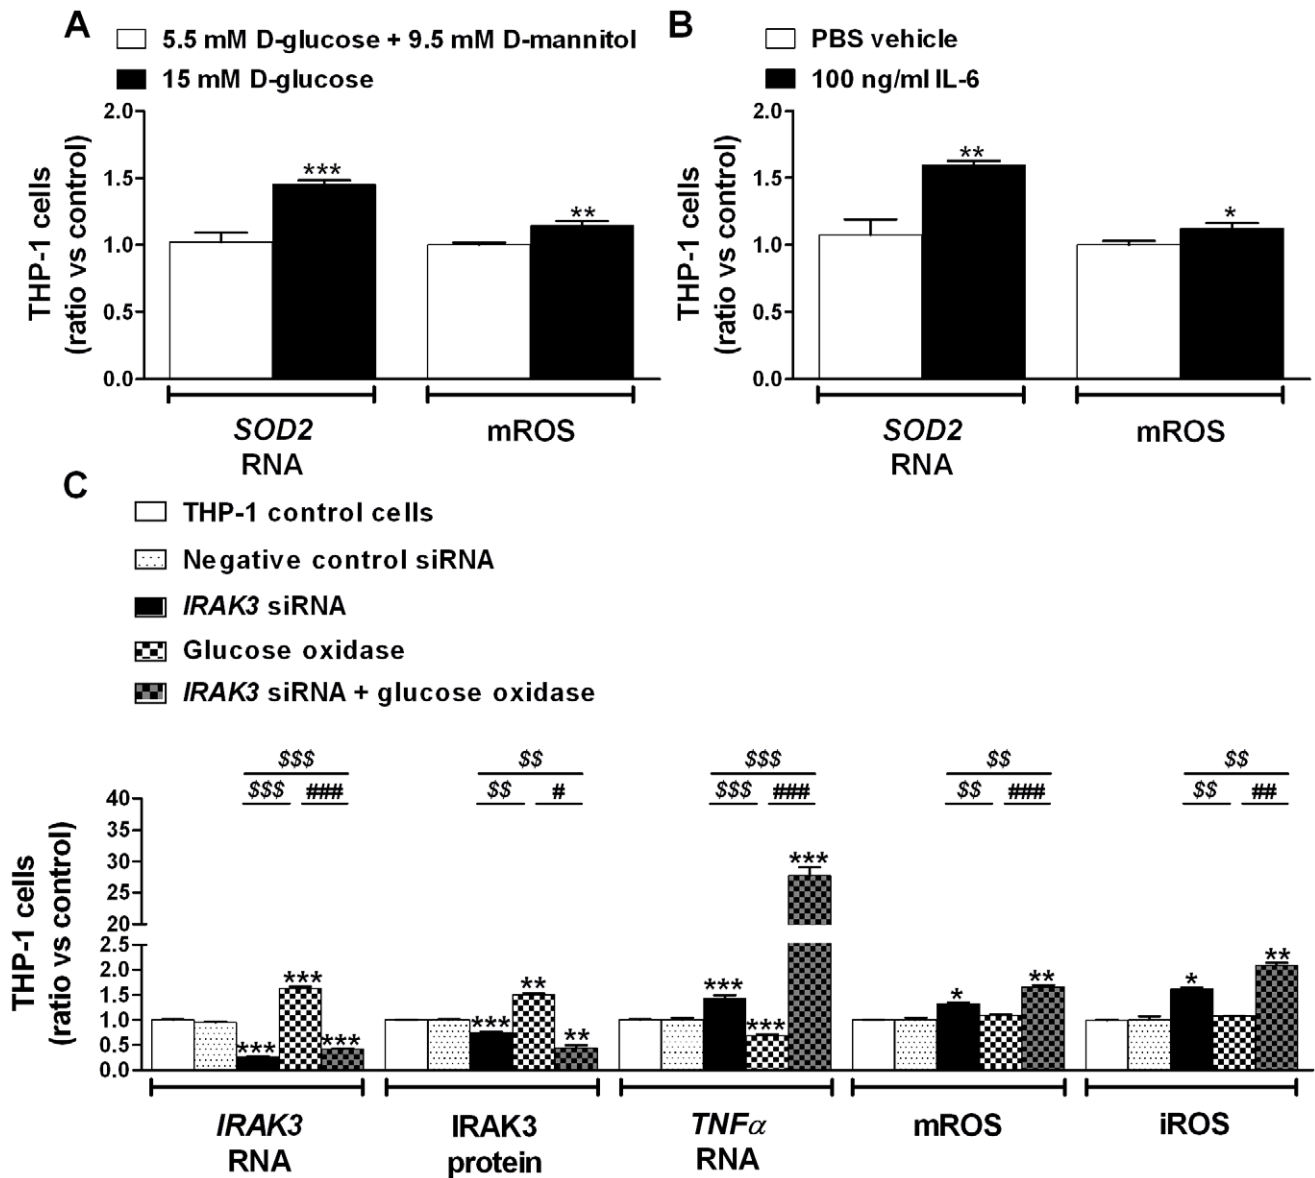 A
5.5 mM D-glucose + 9.5 mM D-mannitol
15 mM D-glucose
THP-1 cells
(ratio vs control)
2.0
1.5
1.0
0.5
0.0
***
**
SOD2
RNA
mROS
B
PBS vehicle
100 ng/ml IL-6
THP-1 cells
(ratio vs control)
2.0
1.5
1.0
0.5
0.0
**
*
SOD2
RNA
mROS
C
THP-1 control cells
Negative control siRNA
IRAK3 siRNA
Glucose oxidase
IRAK3 siRNA + glucose oxidase
$$$ $$ $$$ $$ $$
$$$ ### $$ # $$$ ### $$ ### $$ ##
THP-1 cells
(ratio vs control)
40
35
30
25
20
2.5
2.0
1.5
1.0
0.5
0.0
*** *** ***
*** ** **
*** *** ***
* **
* **
IRAK3
RNA
IRAK3
protein
TNFα
RNA
mROS
iROS